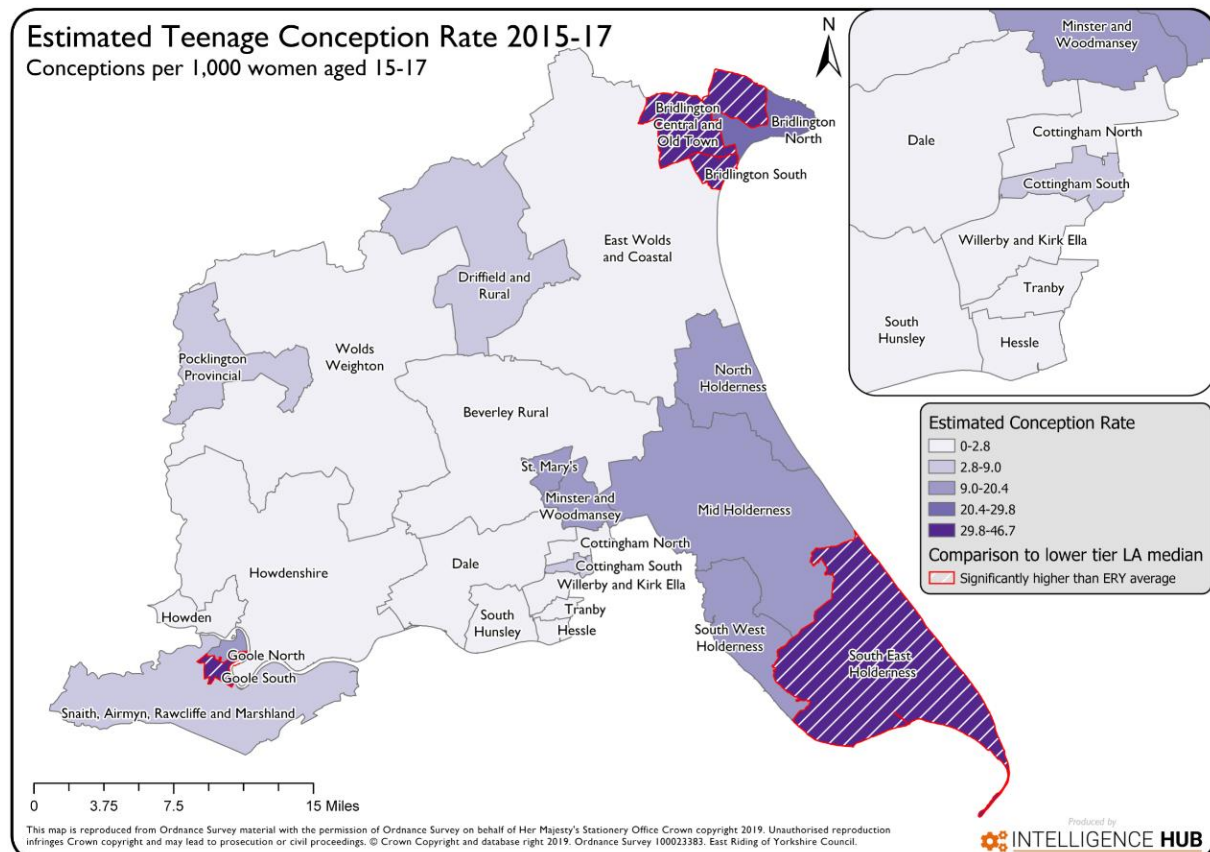 Estimated Teenage Conception Rate 2015-17
Conceptions per 1,000 women aged 15-17
N
Minster and
Woodmansey
Dale
Cottingham North
Cottingham South
Willerby and Kirk Ella
Tranby
South
Hunsley
Hessle
Bridlington
Central and
Old Town
Bridlington
North
Bridlington South
East Wolds
and Coastal
Driffield and
Rural
Pocklington
Provincial
Wolds
Weighton
North
Holderness
Beverley Rural
St. Mary's
Minster and
Woodmansey
Mid Holderness
Cottingham North
Dale
Cottingham South
Willerby and Kirk Ella
Howdenshire
Tranby
South
Hunsley
Hessle
Howden
South West
Holderness
Goole North
South East
Holderness
Goole South
Snaith, Airmyn, Rawcliffe and Marshland
Estimated Conception Rate
0-2.8
2.8-9.0
9.0-20.4
20.4-29.8
29.8-46.7
Comparison to lower tier LA median
Significantly higher than ERY average
0 3.75 7.5 15 Miles
This map is reproduced from Ordnance Survey material with the permission of Ordnance Survey on behalf of Her Majesty's Stationery Office Crown copyright 2019. Unauthorised reproduction
infringes Crown copyright and may lead to prosecution or civil proceedings. © Crown Copyright and database right 2019. Ordnance Survey 100023383. East Riding of Yorkshire Council.
Produced by
INTELLIGENCE HUB